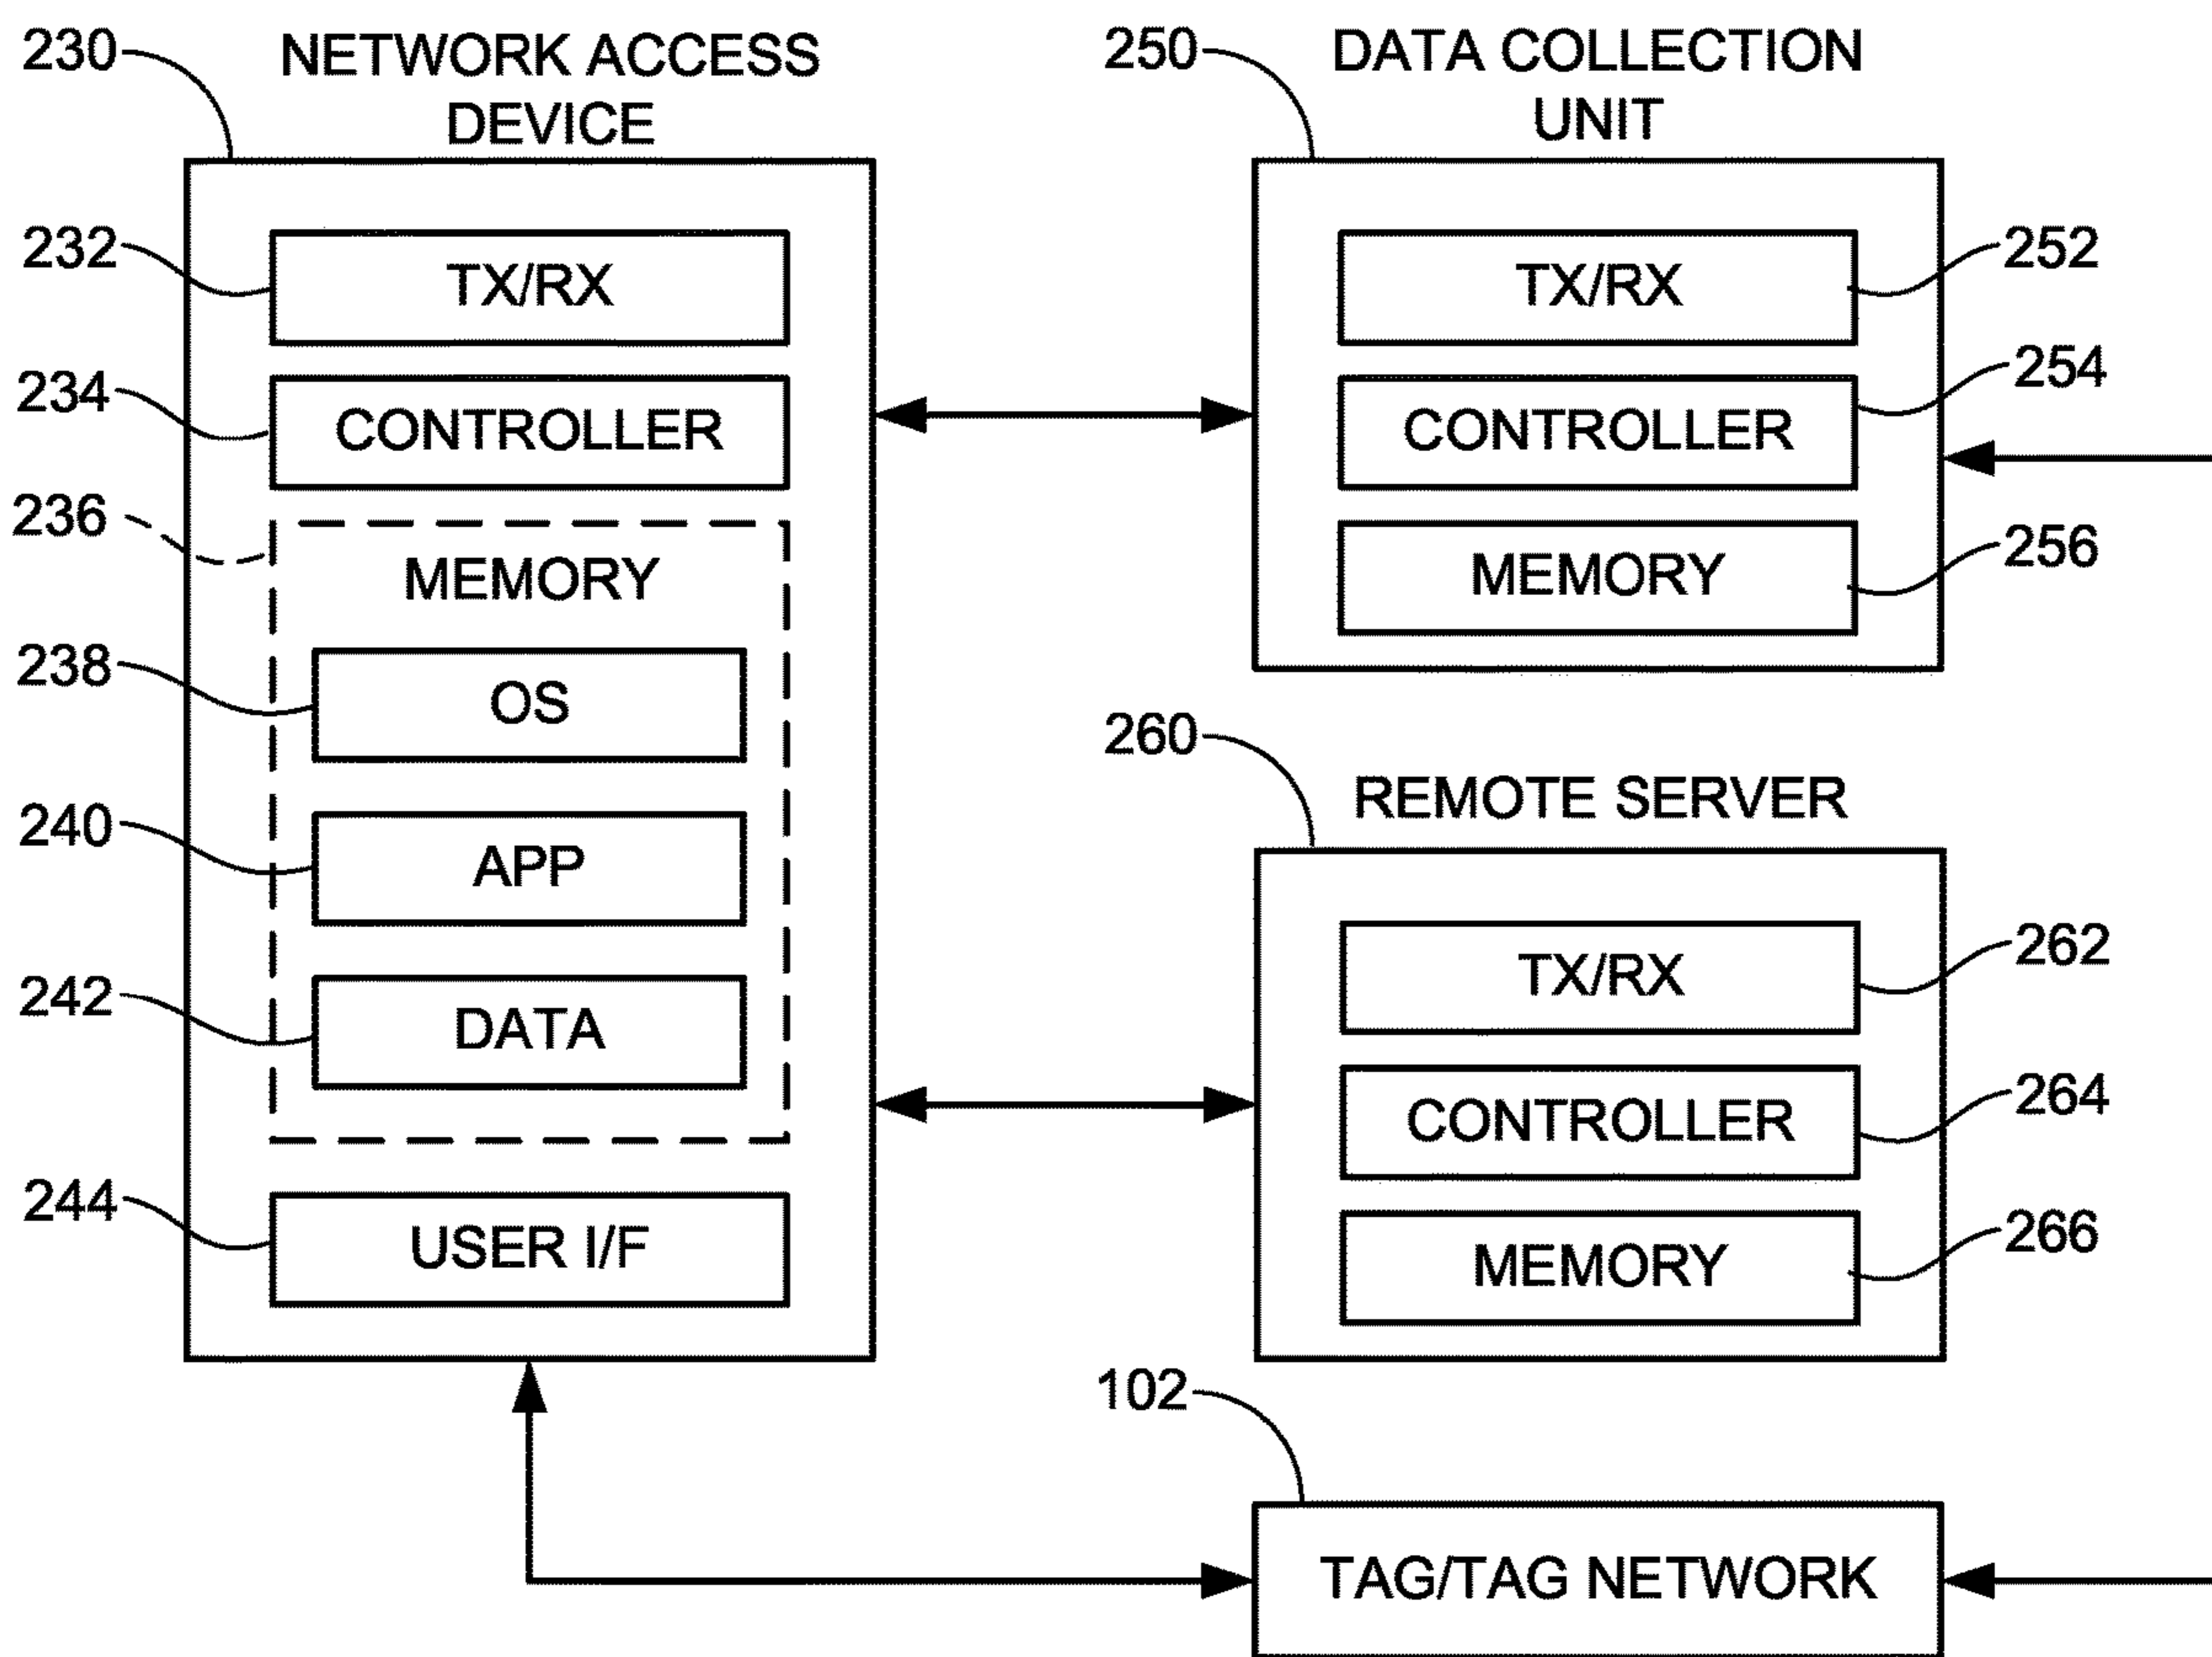 230
NETWORK ACCESS
DEVICE
232
TX/RX
234
CONTROLLER
236
MEMORY
238
OS
240
APP
242
DATA
244
USER I/F
250
DATA COLLECTION
UNIT
TX/RX
252
CONTROLLER
254
MEMORY
256
260
REMOTE SERVER
TX/RX
262
CONTROLLER
264
MEMORY
266
102
TAG/TAG NETWORK